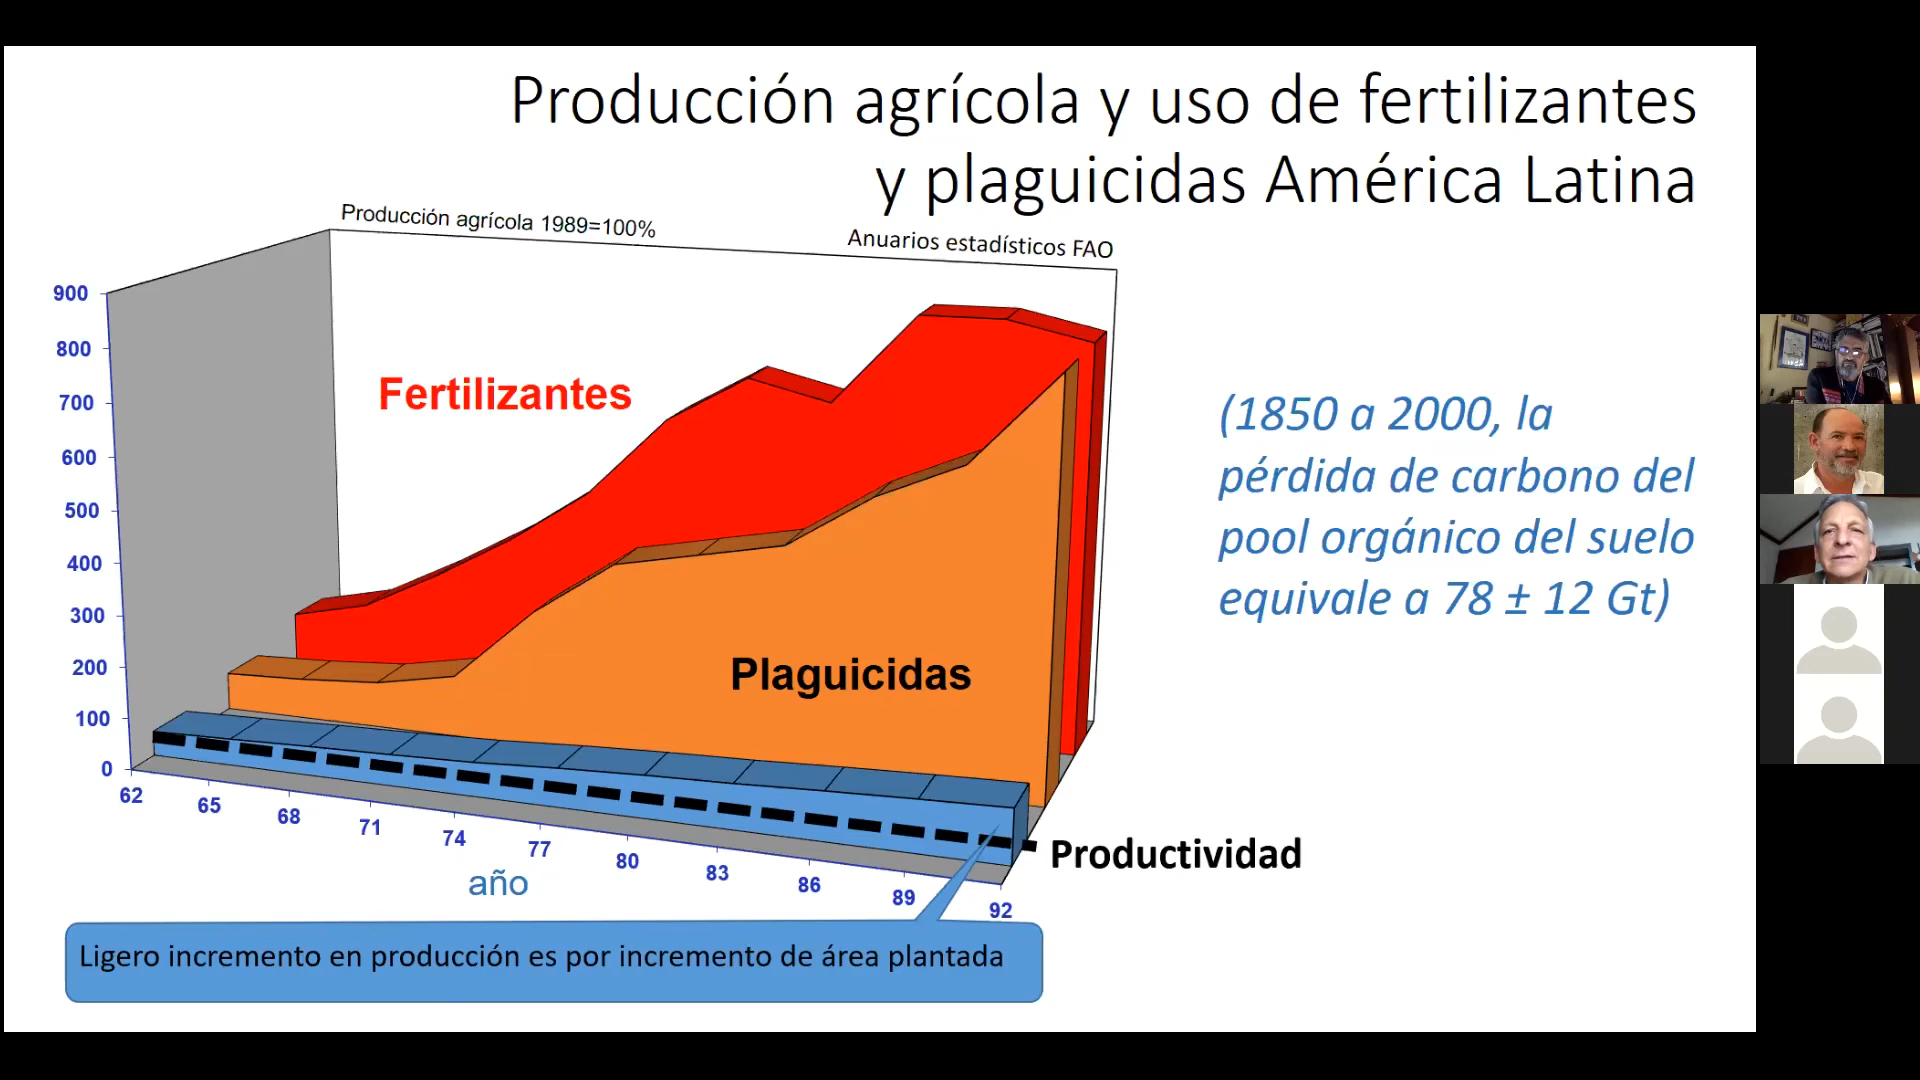 Producción agrícola y uso de fertilizantes
y plaguicidas América Latina
Producción agrícola 1989=100%
Anuarios estadísticos FAO
900
800
700
600
500
400
300
200
100
0
Fertilizantes
Plaguicidas
(1850 a 2000, la
pérdida de carbono del
pool orgánico del suelo
equivale a 78 ± 12 Gt)
62
65
68
71
74
77
80
83
86
89
92
año
Productividad
Ligero incremento en producción es por incremento de área plantada